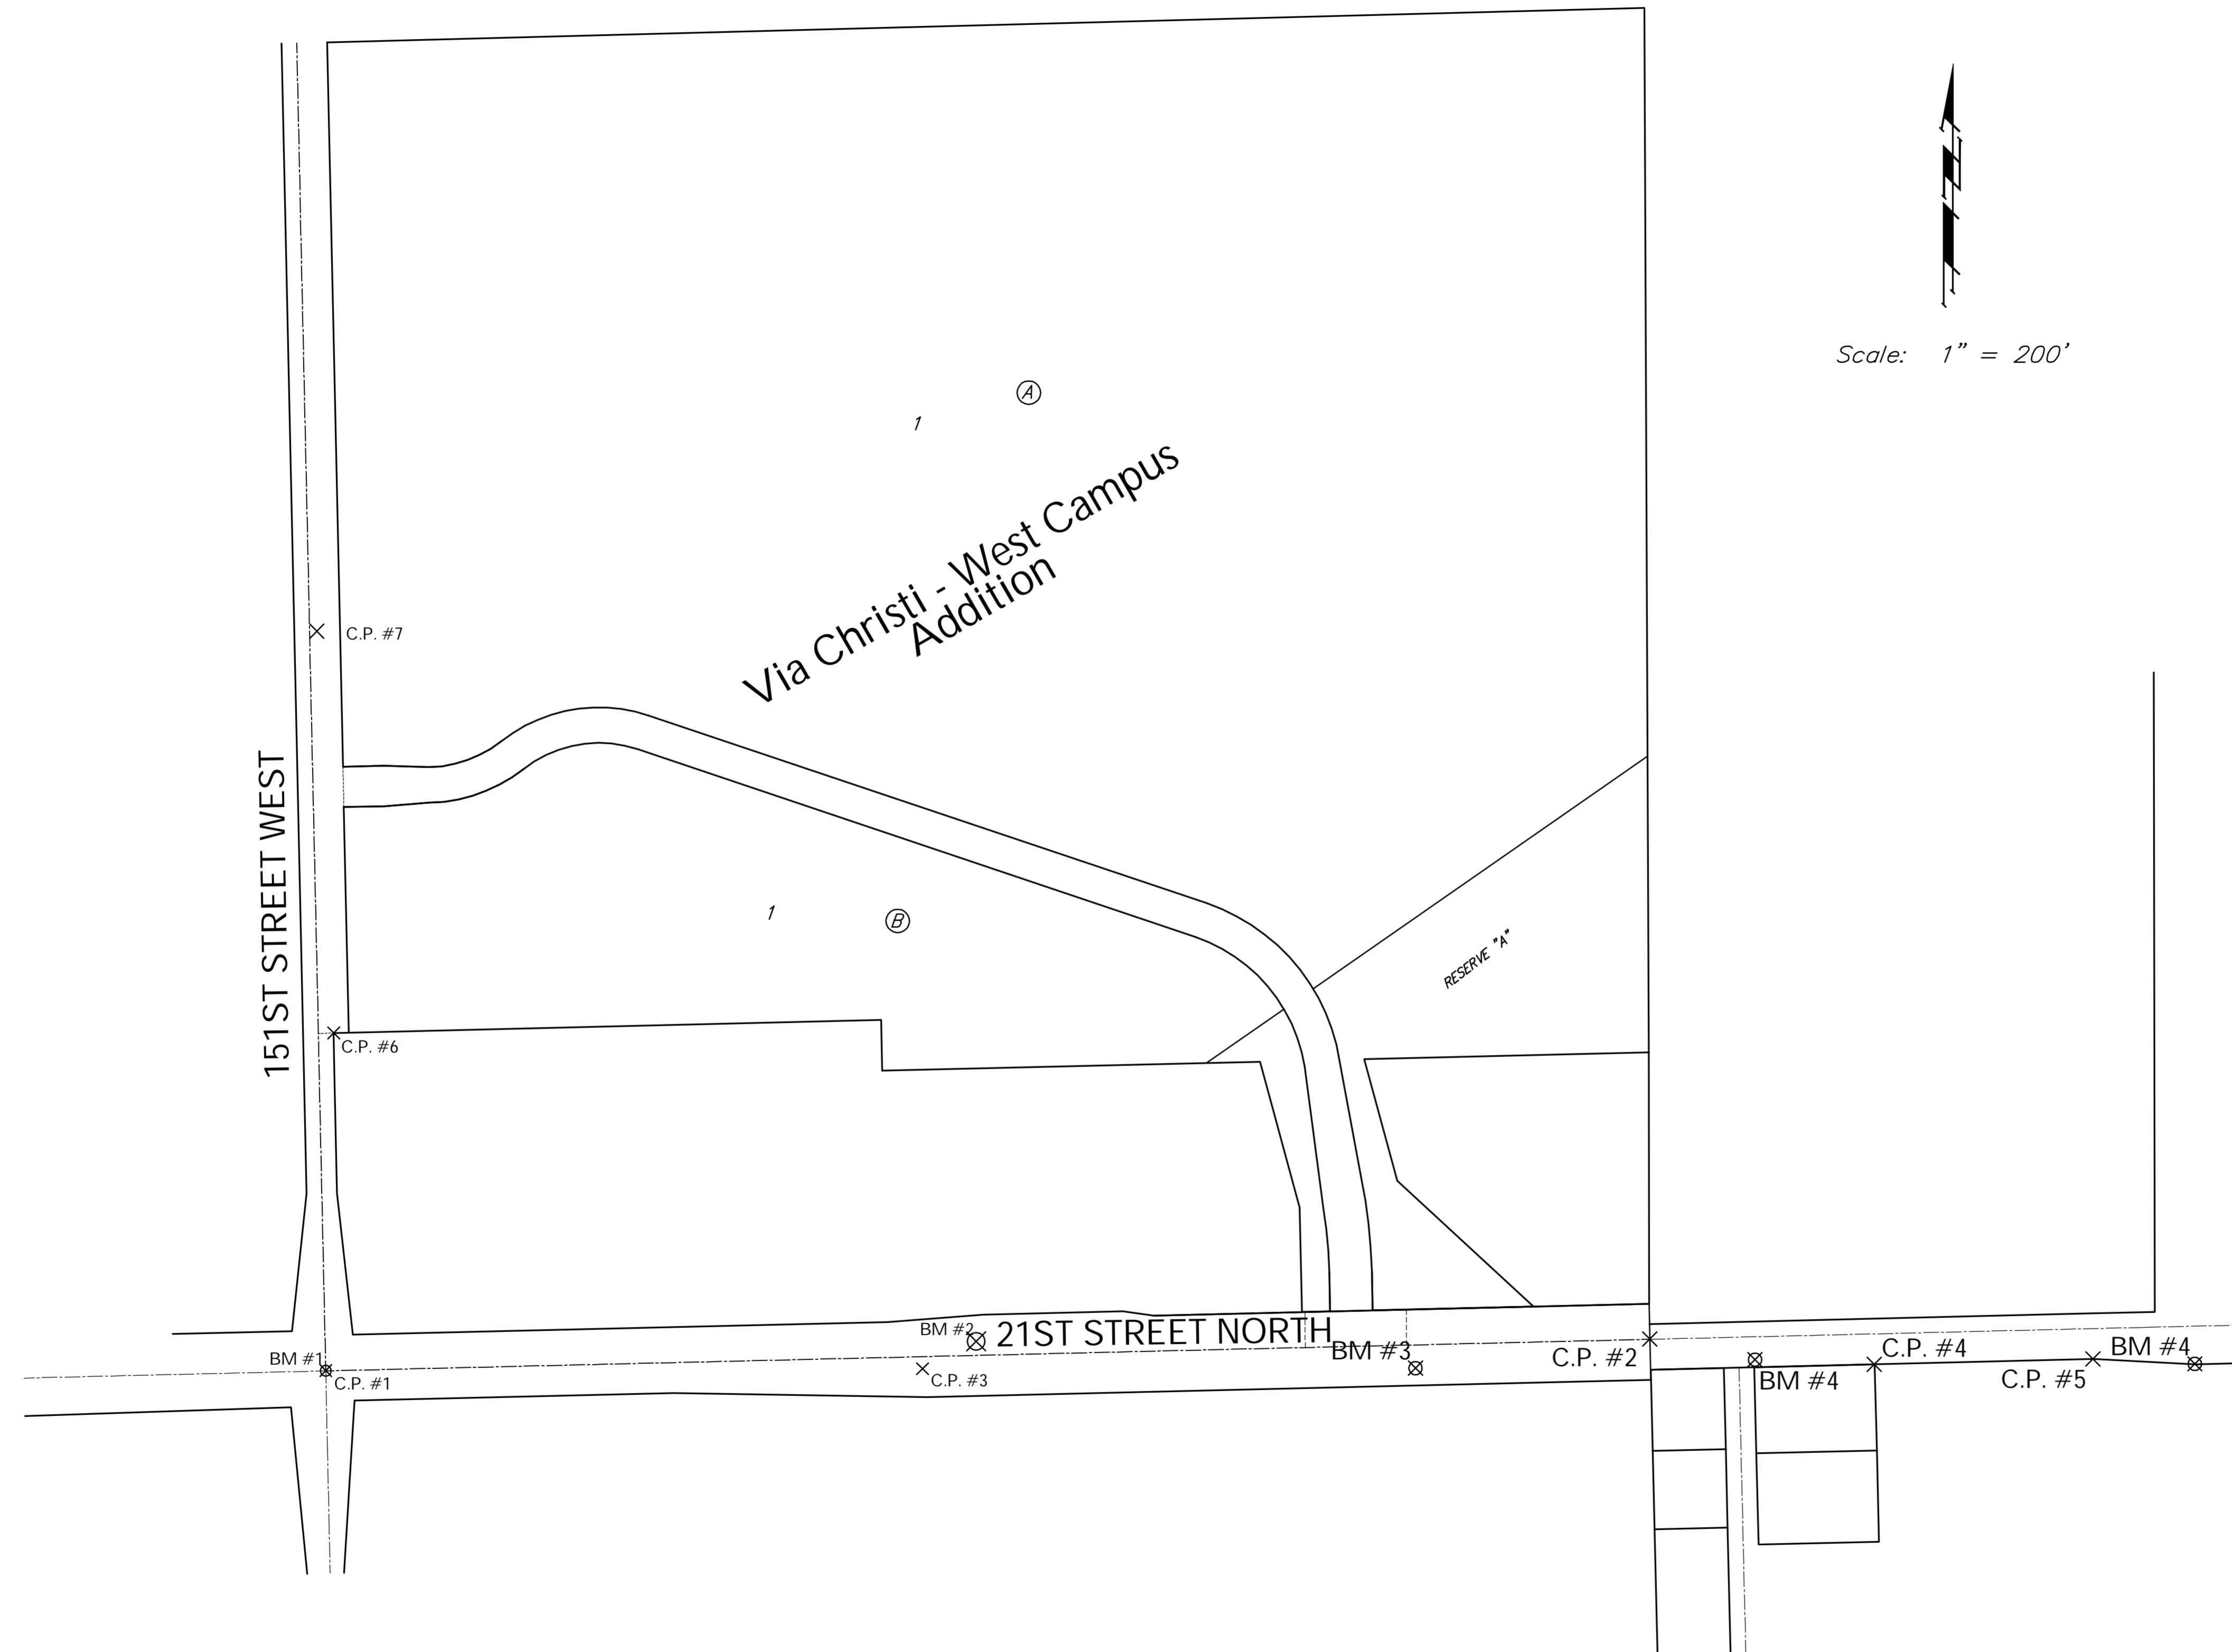 Scale: 1" = 200'
A
1
Via Christi - West Campus
Addition
C.P. #7
151ST STREET WEST
1
B
RESERVE "A"
C.P. #6
BM #2
21ST STREET NORTH
BM #3
C.P. #2
C.P. #4
BM #4
BM #1
C.P. #1
C.P. #3
BM #4
C.P. #5